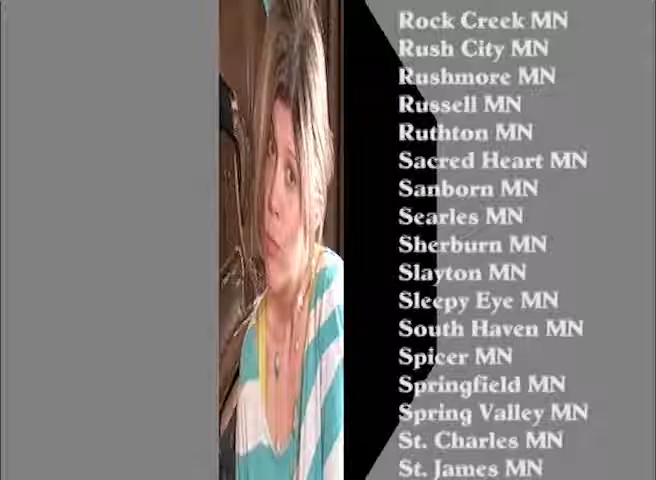 Rock Creek MN
Rush City MN
Rushmore MN
Russell MN
Ruthton MN
Sacred Heart MN
Sanborn MN
Searles MN
Sherburn MN
Slayton MN
Sleepy Eye MN
South Haven MN
Spicer MN
Springfield MN
Spring Valley MN
St. Charles MN
St. James MN